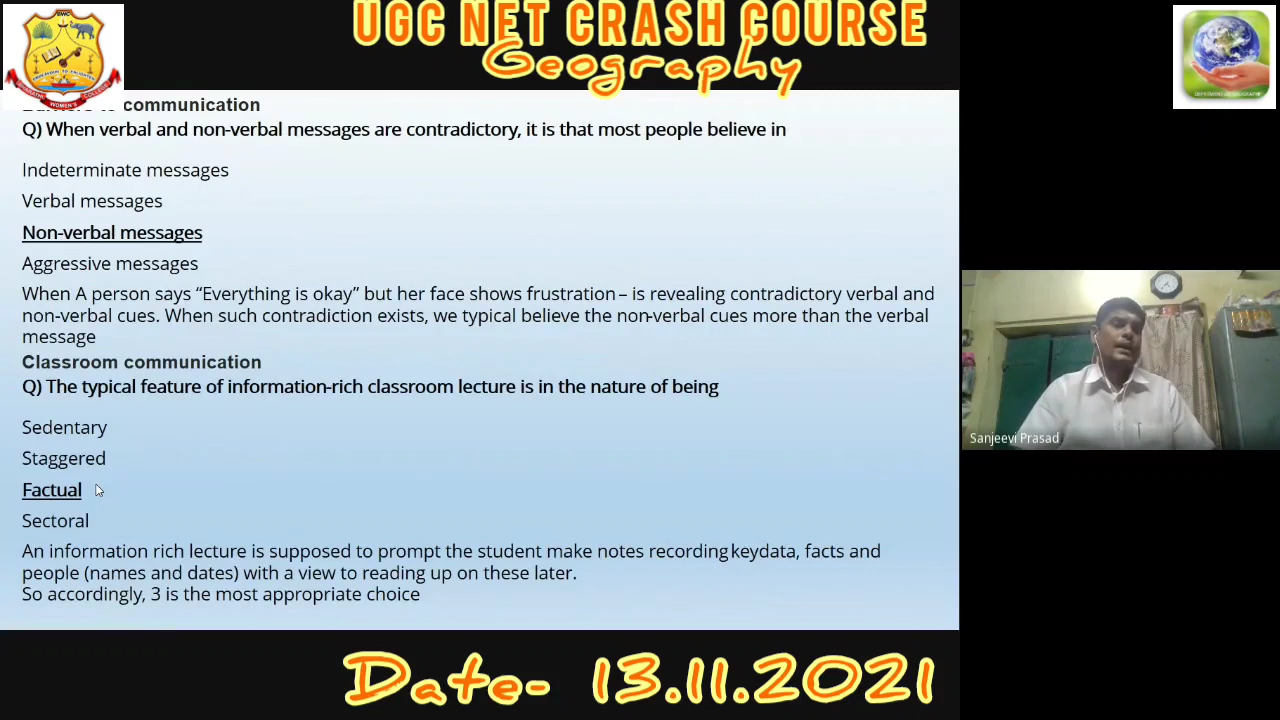 UGC NET CRASH COURSE
Geography
communication
Q) When verbal and non-verbal messages are contradictory, it is that most people believe in
Indeterminate messages
Verbal messages
Non-verbal messages
Aggressive messages
When A person says “Everything is okay” but her face shows frustration – is revealing contradictory verbal and
non-verbal cues. When such contradiction exists, we typical believe the non-verbal cues more than the verbal
message
Classroom communication
Q) The typical feature of information-rich classroom lecture is in the nature of being
Sedentary
Staggered
Factual
Sectoral
An information rich lecture is supposed to prompt the student make notes recording keydata, facts and
people (names and dates) with a view to reading up on these later.
So accordingly, 3 is the most appropriate choice
Sanjeevi Prasad
Date- 13.11.2021